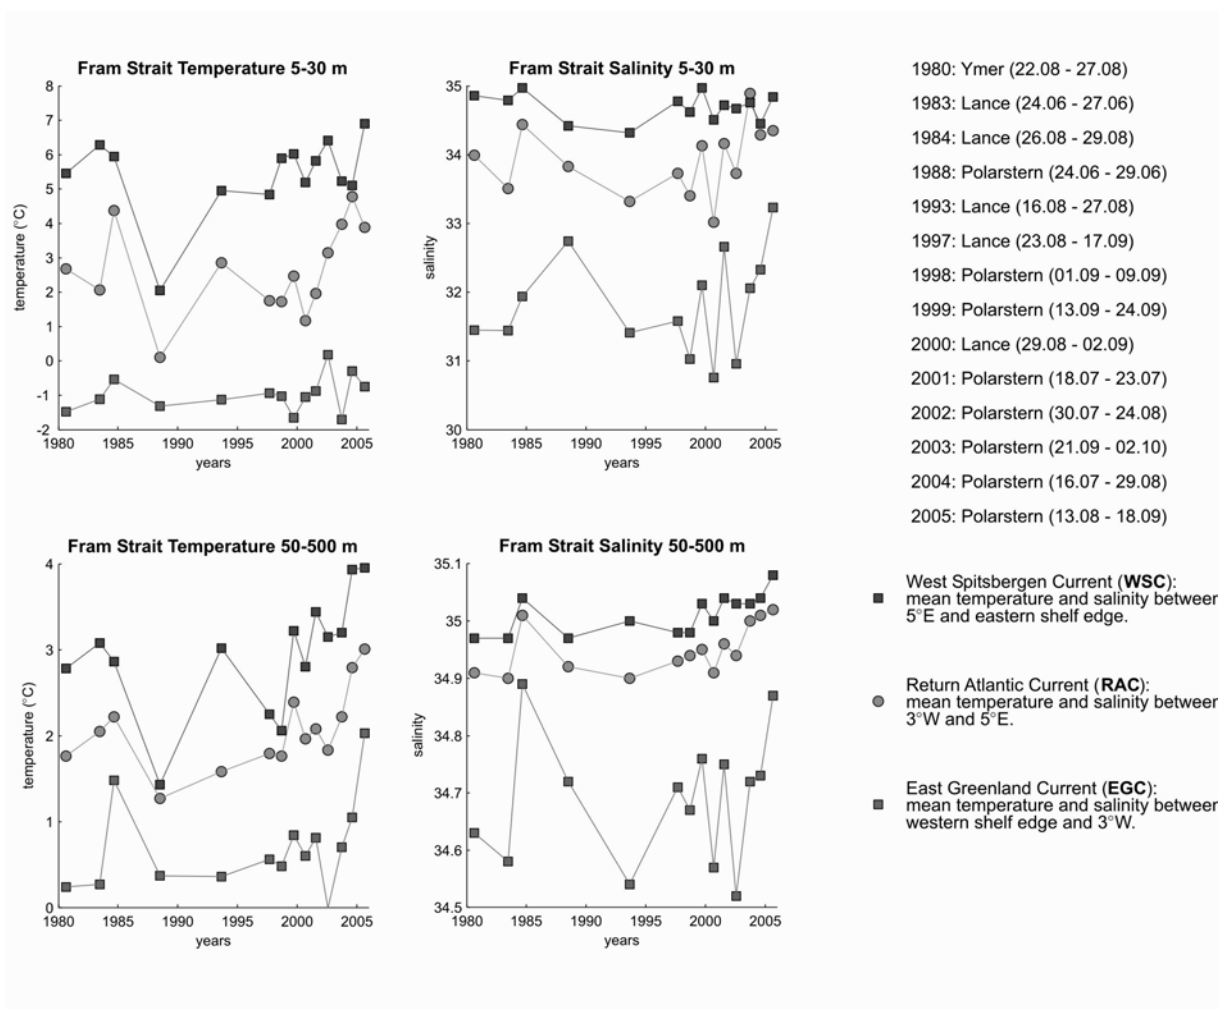 Fram Strait Temperature 5-30 m
8
7
6
5
4
3
2
1
0
-1
-2
temperature (°C)
1980 1985 1990 1995 2000 2005
years
Fram Strait Salinity 5-30 m
35
34
33
32
31
30
salinity
1980 1985 1990 1995 2000 2005
years
1980: Ymer (22.08 - 27.08)
1983: Lance (24.06 - 27.06)
1984: Lance (26.08 - 29.08)
1988: Polarstern (24.06 - 29.06)
1993: Lance (16.08 - 27.08)
1997: Lance (23.08 - 17.09)
1998: Polarstern (01.09 - 09.09)
1999: Polarstern (13.09 - 24.09)
2000: Lance (29.08 - 02.09)
2001: Polarstern (18.07 - 23.07)
2002: Polarstern (30.07 - 24.08)
2003: Polarstern (21.09 - 02.10)
2004: Polarstern (16.07 - 29.08)
2005: Polarstern (13.08 - 18.09)
Fram Strait Temperature 50-500 m
4
3
2
1
0
temperature (°C)
1980 1985 1990 1995 2000 2005
years
Fram Strait Salinity 50-500 m
35.1
35
34.9
34.8
34.7
34.6
34.5
salinity
1980 1985 1990 1995 2000 2005
years
West Spitsbergen Current (WSC):
mean temperature and salinity between
5°E and eastern shelf edge.
Return Atlantic Current (RAC):
mean temperature and salinity between
3°W and 5°E.
East Greenland Current (EGC):
mean temperature and salinity between
western shelf edge and 3°W.